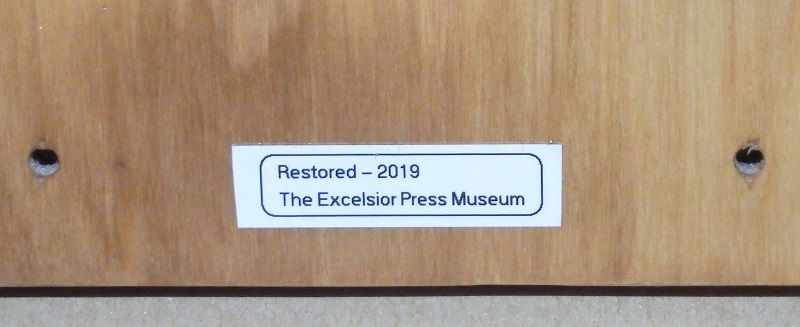 Restored – 2019
The Excelsior Press Museum